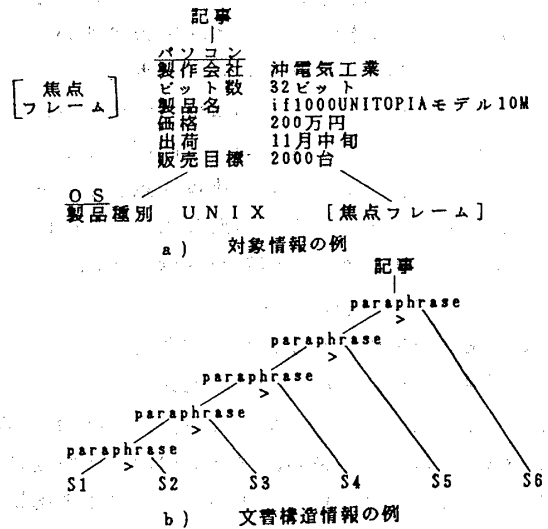 記事
パソコン
製作会社 沖電気工業
ビット数 32ビット
製品名 if1000UNITOPIAモデル10M
価格 200万円
出荷 11月中旬
販売目標 2000台
[焦点
フレーム]
OS
製品種別 UNIX [焦点フレーム]
a) 対象情報の例
記事
paraphrase
>
paraphrase
>
paraphrase
>
paraphrase
>
paraphrase
>
S1 S2 S3 S4 S5 S6
b) 文書構造情報の例